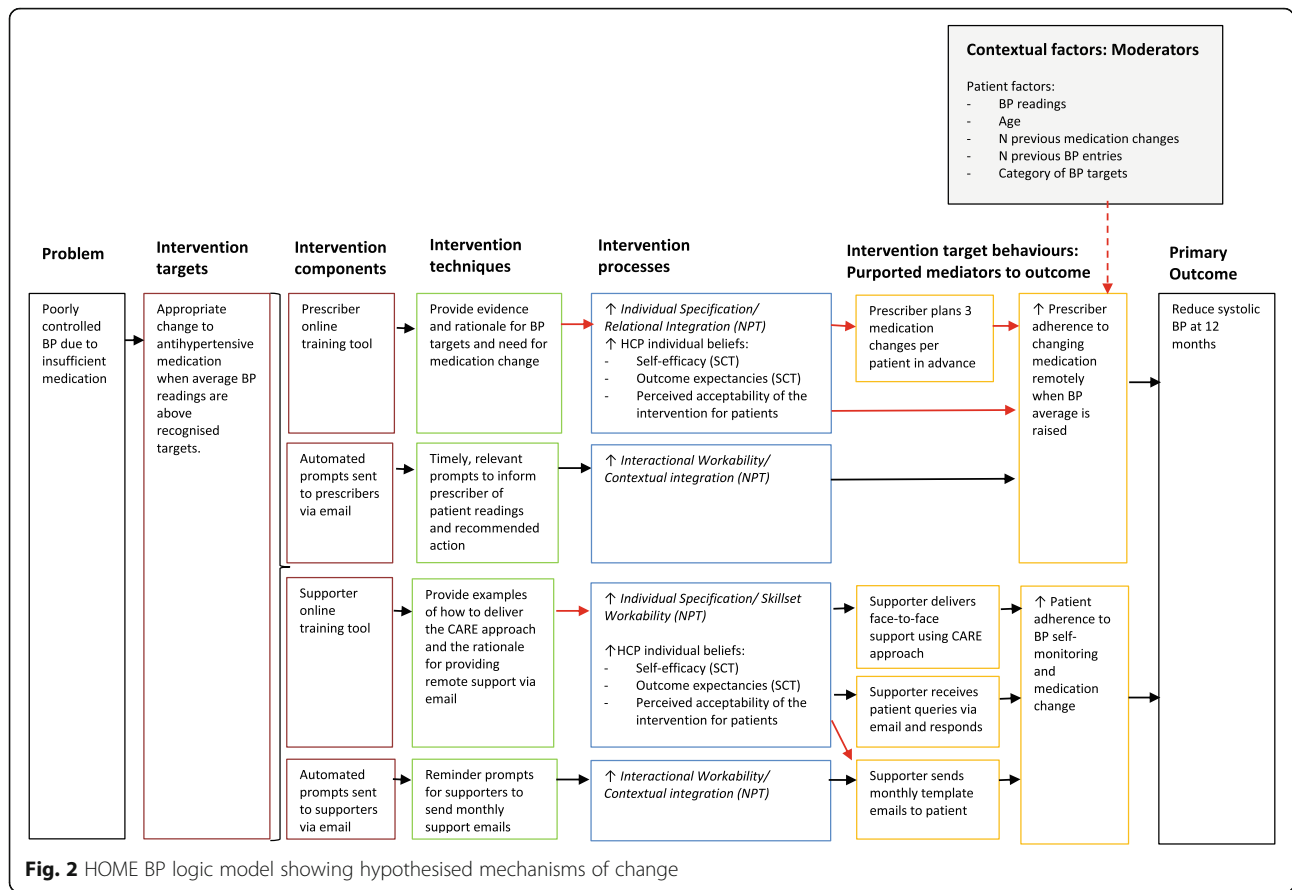 Contextual factors: Moderators
Patient factors:
- BP readings
- Age
- N previous medication changes
- N previous BP entries
- Category of BP targets
Problem
Intervention
targets
Intervention
components
Intervention
techniques
Intervention
processes
Intervention target behaviours:
Purported mediators to outcome
Primary
Outcome
Poorly
controlled
BP due to
insufficient
medication
Appropriate
change to
antihypertensive
medication
when average BP
readings are
above
recognised
targets.
Prescriber
online
training tool
Provide evidence
and rationale for BP
targets and need for
medication change
↑ Individual Specification/
Relational Integration (NPT)
↑ HCP individual beliefs:
- Self-efficacy (SCT)
- Outcome expectancies (SCT)
- Perceived acceptability of the
intervention for patients
Prescriber plans 3
medication
changes per
patient in advance
↑ Prescriber
adherence to
changing
medication
remotely
when BP
average is
raised
Reduce systolic
BP at 12
months
Automated
prompts sent
to prescribers
via email
Timely, relevant
prompts to inform
prescriber of
patient readings
and recommended
action
↑ Interactional Workability/
Contextual integration (NPT)
Supporter
online
training tool
Provide examples
of how to deliver
the CARE approach
and the rationale
for providing
remote support via
email
↑ Individual Specification/ Skillset
Workability (NPT)
↑HCP individual beliefs:
- Self-efficacy (SCT)
- Outcome expectancies (SCT)
- Perceived acceptability of the
intervention for patients
Supporter delivers
face-to-face
support using CARE
approach
Supporter receives
patient queries via
email and responds
↑ Patient
adherence to
BP self-
monitoring
and
medication
change
Automated
prompts sent
to supporters
via email
Reminder prompts
for supporters to
send monthly
support emails
↑ Interactional Workability/
Contextual integration (NPT)
Supporter sends
monthly template
emails to patient
Fig. 2 HOME BP logic model showing hypothesised mechanisms of change